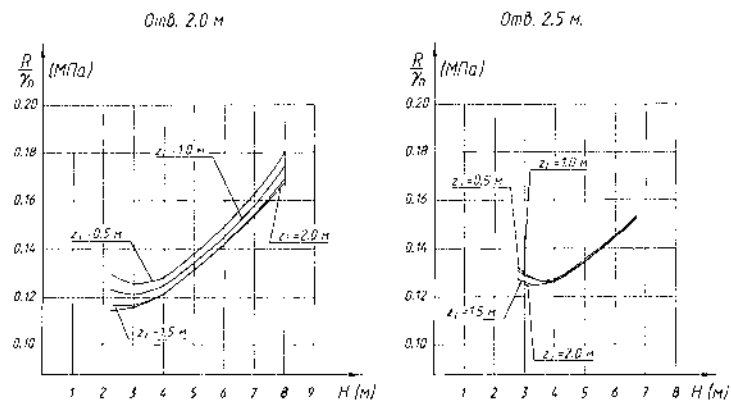 Отв. 2.0 м
R/γn (МПа)
0.20
0.18
0.16
0.14
0.12
0.10
z1=1.0 м
z1=0.5 м
z1=2.0 м
z1=1.5 м
1 2 3 4 5 6 7 8 9 H (м)
Отв. 2.5 м.
R/γn (МПа)
0.20
0.18
0.15
0.14
0.12
0.10
z1=0.5 м
z1=1.0 м
z1=1.5 м
z1=2.0 м
1 2 3 4 5 6 7 8 H (м)